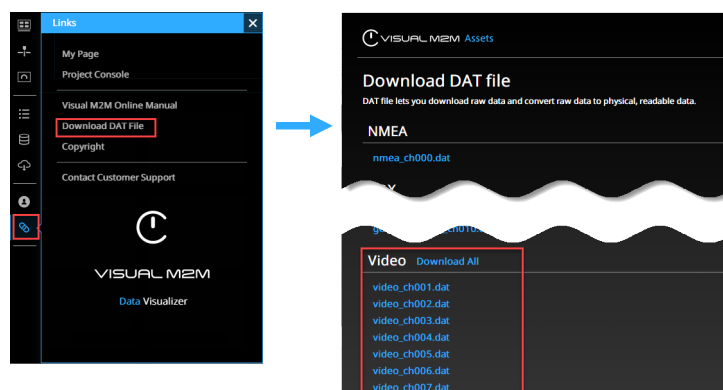 Links
My Page
Project Console
Visual M2M Online Manual
Download DAT File
Copyright
Contact Customer Support
VISUAL M2M
Data Visualizer
VISUAL M2M Assets
Download DAT file
DAT file lets you download raw data and convert raw data to physical, readable data.
NMEA
nmea_ch000.dat
Video Download All
video_ch001.dat
video_ch002.dat
video_ch003.dat
video_ch004.dat
video_ch005.dat
video_ch006.dat
video_ch007.dat